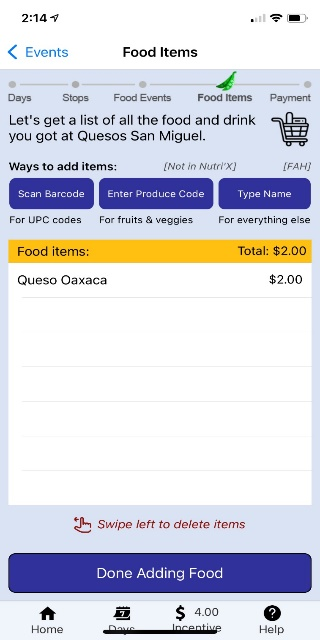 2:14
Events
Food Items
Days Stops Food Events Food Items Payment
Let's get a list of all the food and drink
you got at Quesos San Miguel.
Ways to add items: [Not in Nutri'X] [FAH]
Scan Barcode Enter Produce Code Type Name
For UPC codes For fruits & veggies For everything else
Food items: Total: $2.00
Queso Oaxaca $2.00
Swipe left to delete items
Done Adding Food
7 $ 4.00 ?
Home Days Incentive Help